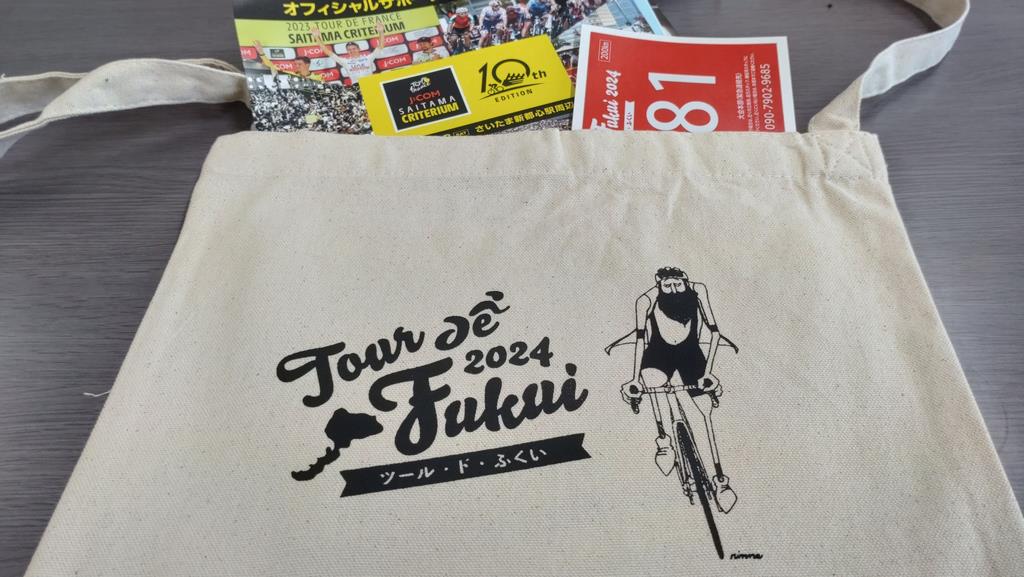 オフィシャルサポ
2023 TOUR DE FRANCE
SAITAMA CRITERIUM
J:COM
SAITAMA
CRITERIUM
10th
EDITION
さいたま新都心駅周辺
200km
Fukui 2024
81
090-7902-9685
Tour de
2024
Fukui
ツール・ド・ふくい
nimna